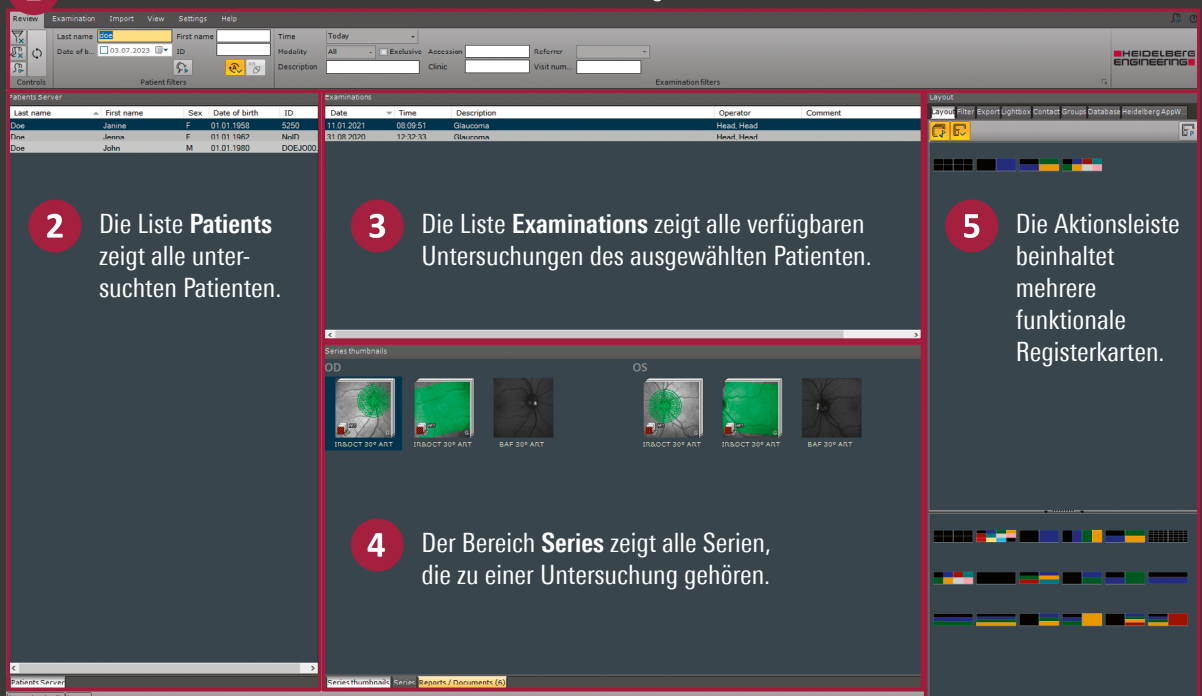 Review Examination Import View Settings Help
Last name doe First name Time Today
Date of b... 03.07.2023 ID Modality All Exclusive Accession Referrer
Description Clinic Visit num...
Controls Patient filters Examination filters
HEIDELBERG
ENGINEERING
Patients Server
Last name First name Sex Date of birth ID
Doe Janine F 01.01.1958 5250
Doe Jenna F 01.01.1962 NoID
Doe John M 01.01.1980 DOEJ000.
2
Die Liste Patients
zeigt alle unter-
suchten Patienten.
Patients Server
Examinations
Date Time Description Operator Comment
11.01.2021 08:09:51 Glaucoma Head, Head
31.08.2020 12:32:33 Glaucoma Head, Head
3
Die Liste Examinations zeigt alle verfügbaren
Untersuchungen des ausgewählten Patienten.
Series thumbnails
OD OS
IR&OCT 30° ART IR&OCT 30° ART BAF 30° ART IR&OCT 30° ART IR&OCT 30° ART BAF 30° ART
4
Der Bereich Series zeigt alle Serien,
die zu einer Untersuchung gehören.
Series thumbnails Series Reports / Documents (6)
Layout
Layout Filter Export Lightbox Contact Groups Database Heidelberg AppW
5
Die Aktionsleiste
beinhaltet
mehrere
funktionale
Registerkarten.